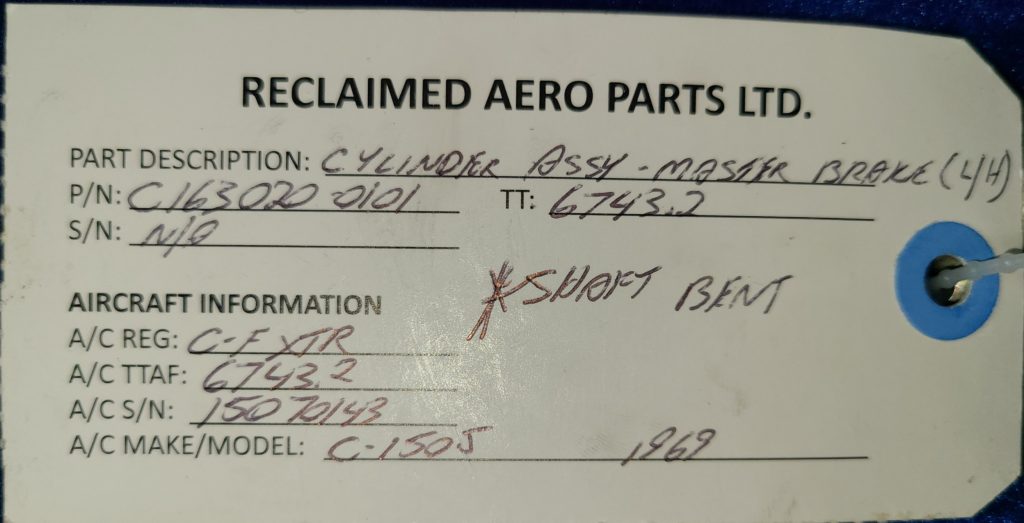 RECLAIMED AERO PARTS LTD.
PART DESCRIPTION: CYLINDER ASSY - MASTER BRAKE (L/H)
P/N: C163020-0101 TT: 6743.2
S/N: N/A
* SHAFT BENT
AIRCRAFT INFORMATION
A/C REG: C-FXTR
A/C TTAF: 6743.2
A/C S/N: 15070143
A/C MAKE/MODEL: C-150J 1969